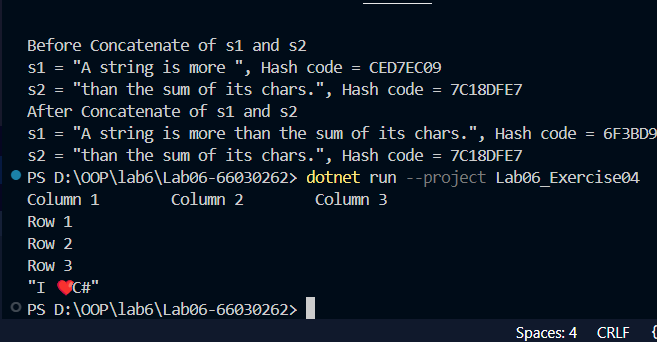 Before Concatenate of s1 and s2
s1 = "A string is more ", Hash code = CED7EC09
s2 = "than the sum of its chars.", Hash code = 7C18DFE7
After Concatenate of s1 and s2
s1 = "A string is more than the sum of its chars.", Hash code = 6F3BD9
s2 = "than the sum of its chars.", Hash code = 7C18DFE7
PS D:\OOP\lab6\Lab06-66030262> dotnet run --project Lab06_Exercise04
Column 1        Column 2        Column 3
Row 1
Row 2
Row 3
"I ❤️C#"
PS D:\OOP\lab6\Lab06-66030262>
Spaces: 4    CRLF    {